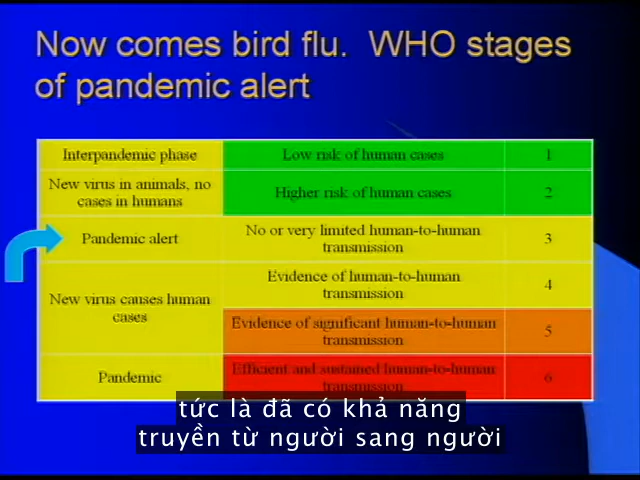 Now comes bird flu.  WHO stages
of pandemic alert
Interpandemic phase
Low risk of human cases
1
New virus in animals, no
cases in humans
Higher risk of human cases
2
Pandemic alert
No or very limited human-to-human
transmission
3
New virus causes human
cases
Evidence of human-to-human
transmission
4
Evidence of significant human-to-human
transmission
5
Pandemic
Efficient and sustained human-to-human
transmission
6
tức là đã có khả năng
truyền từ người sang người